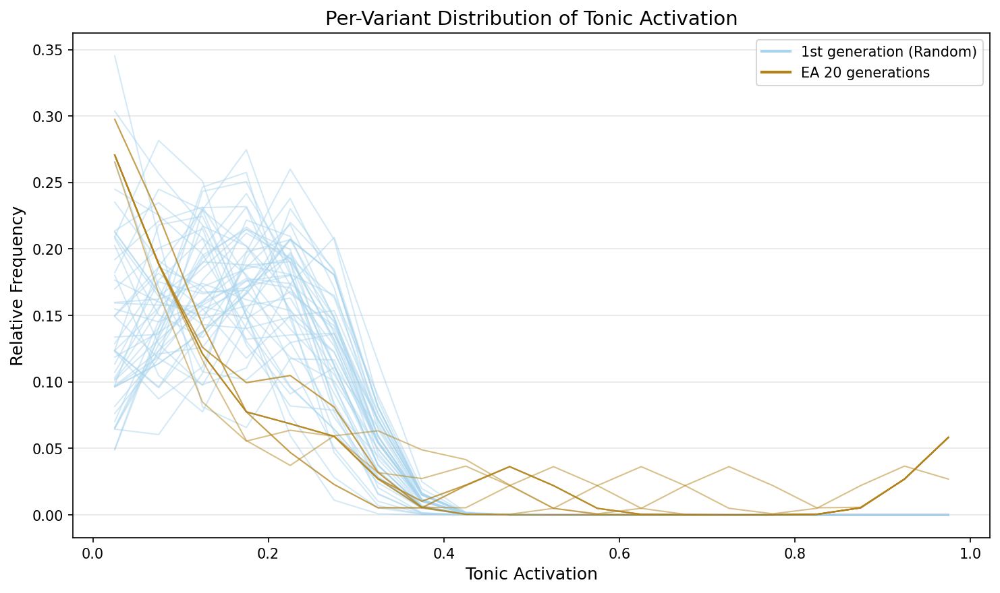 Per-Variant Distribution of Tonic Activation
1st generation (Random)
EA 20 generations
Relative Frequency
0.35
0.30
0.25
0.20
0.15
0.10
0.05
0.00
0.0 0.2 0.4 0.6 0.8 1.0
Tonic Activation